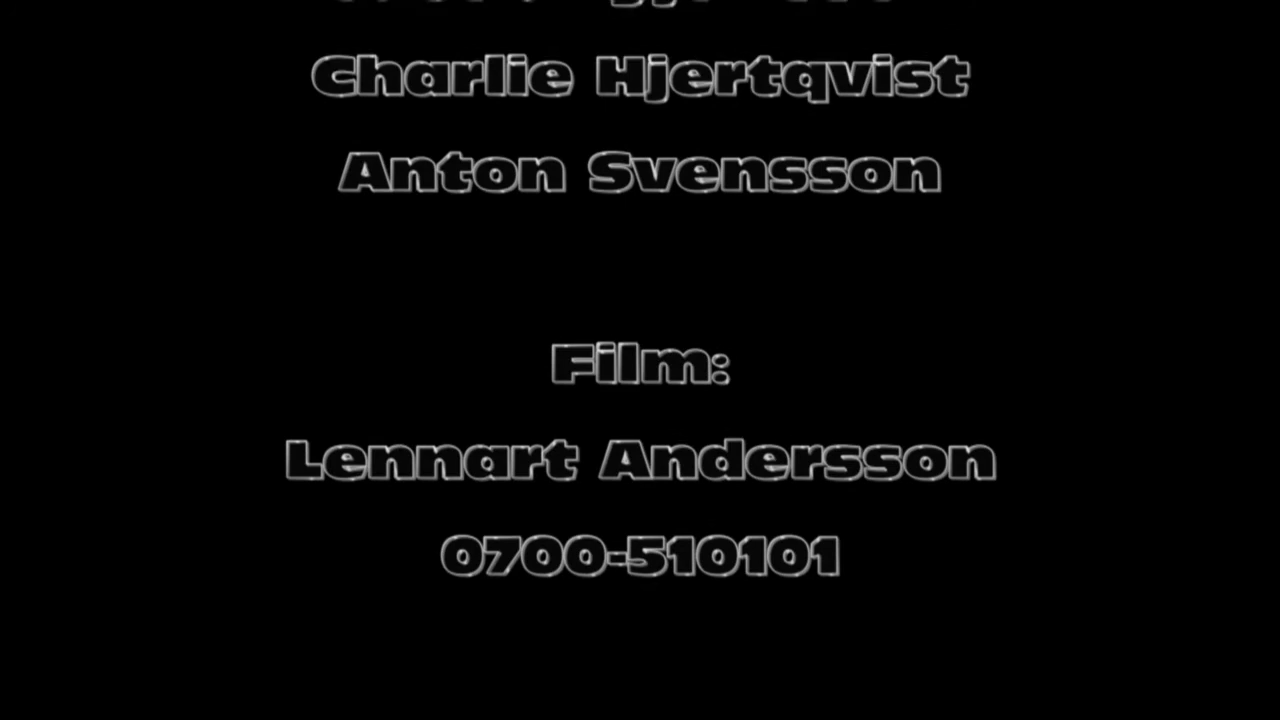 Charlie Hjertqvist
Anton Svensson
Film:
Lennart Andersson
0700-510101